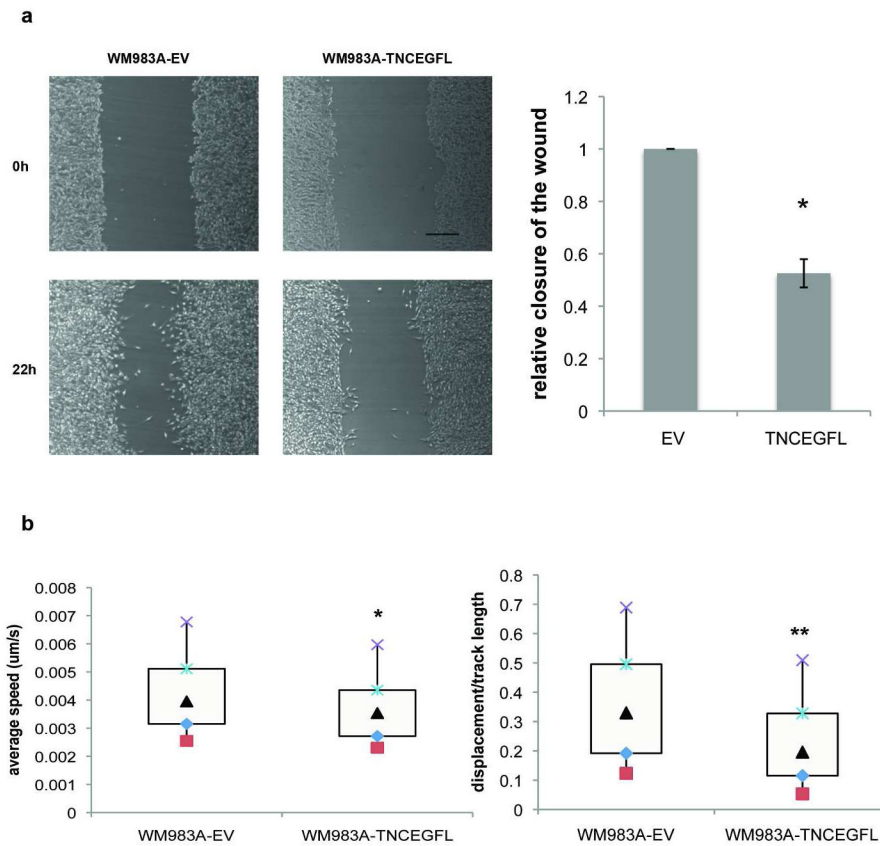 a
WM983A-EV
WM983A-TNCEGFL
0h
22h
relative closure of the wound
1.2
1
0.8
0.6
0.4
0.2
0
*
EV
TNCEGFL
b
average speed (um/s)
0.008
0.007
0.006
0.005
0.004
0.003
0.002
0.001
0
*
WM983A-EV
WM983A-TNCEGFL
displacement/track length
0.8
0.7
0.6
0.5
0.4
0.3
0.2
0.1
0
**
WM983A-EV
WM983A-TNCEGFL